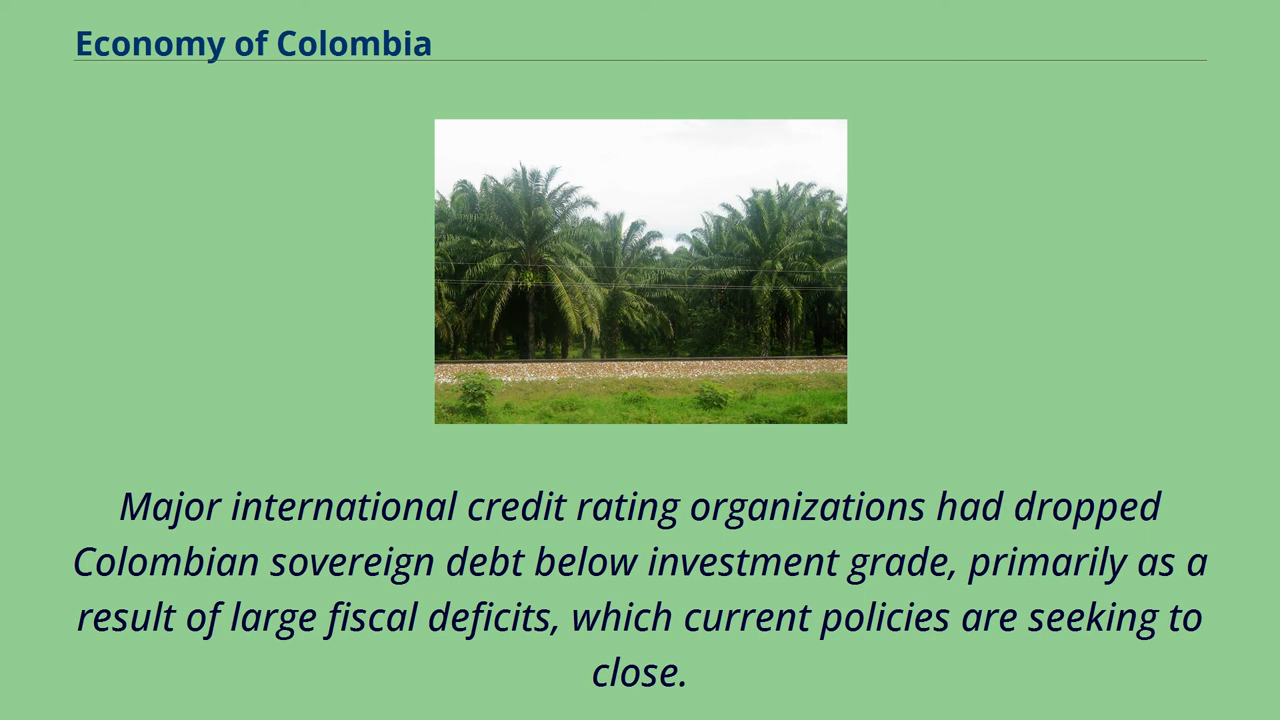 Economy of Colombia
Major international credit rating organizations had dropped
Colombian sovereign debt below investment grade, primarily as a
result of large fiscal deficits, which current policies are seeking to
close.